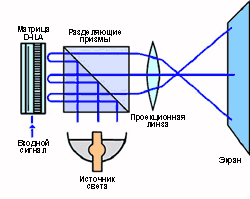 Матрица
D-ILA
Разделяющие
призмы
Проекционная
линза
Входной
сигнал
Экран
Источник
света